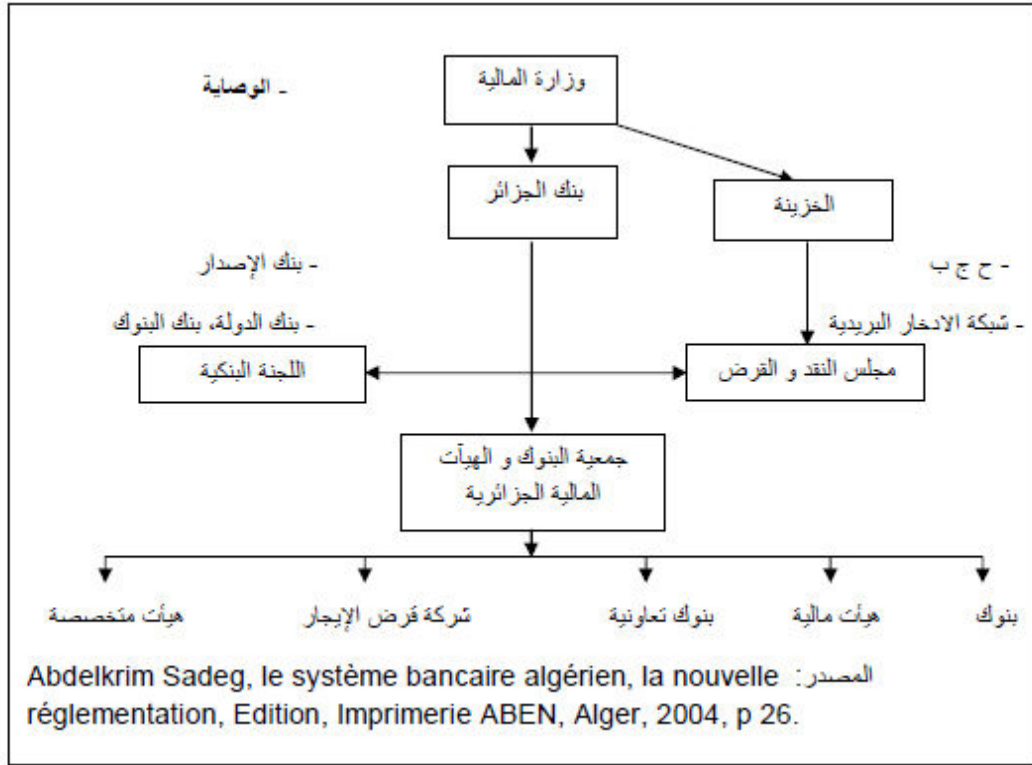 وزارة المالية
- الوصاية
بنك الجزائر
الخزينة
- بنك الإصدار
- ح ج ب
- بنك الدولة، بنك البنوك
- شبكة الادخار البريدية
مجلس النقد و القرض
اللجنة البنكية
جمعية البنوك و الهيآت
المالية الجزائرية
بنوك
هيأت مالية
بنوك تعاونية
شركة قرض الإيجار
هيأت متخصصة
المصدر: Abdelkrim Sadeg, le système bancaire algérien, la nouvelle
réglementation, Edition, Imprimerie ABEN, Alger, 2004, p 26.